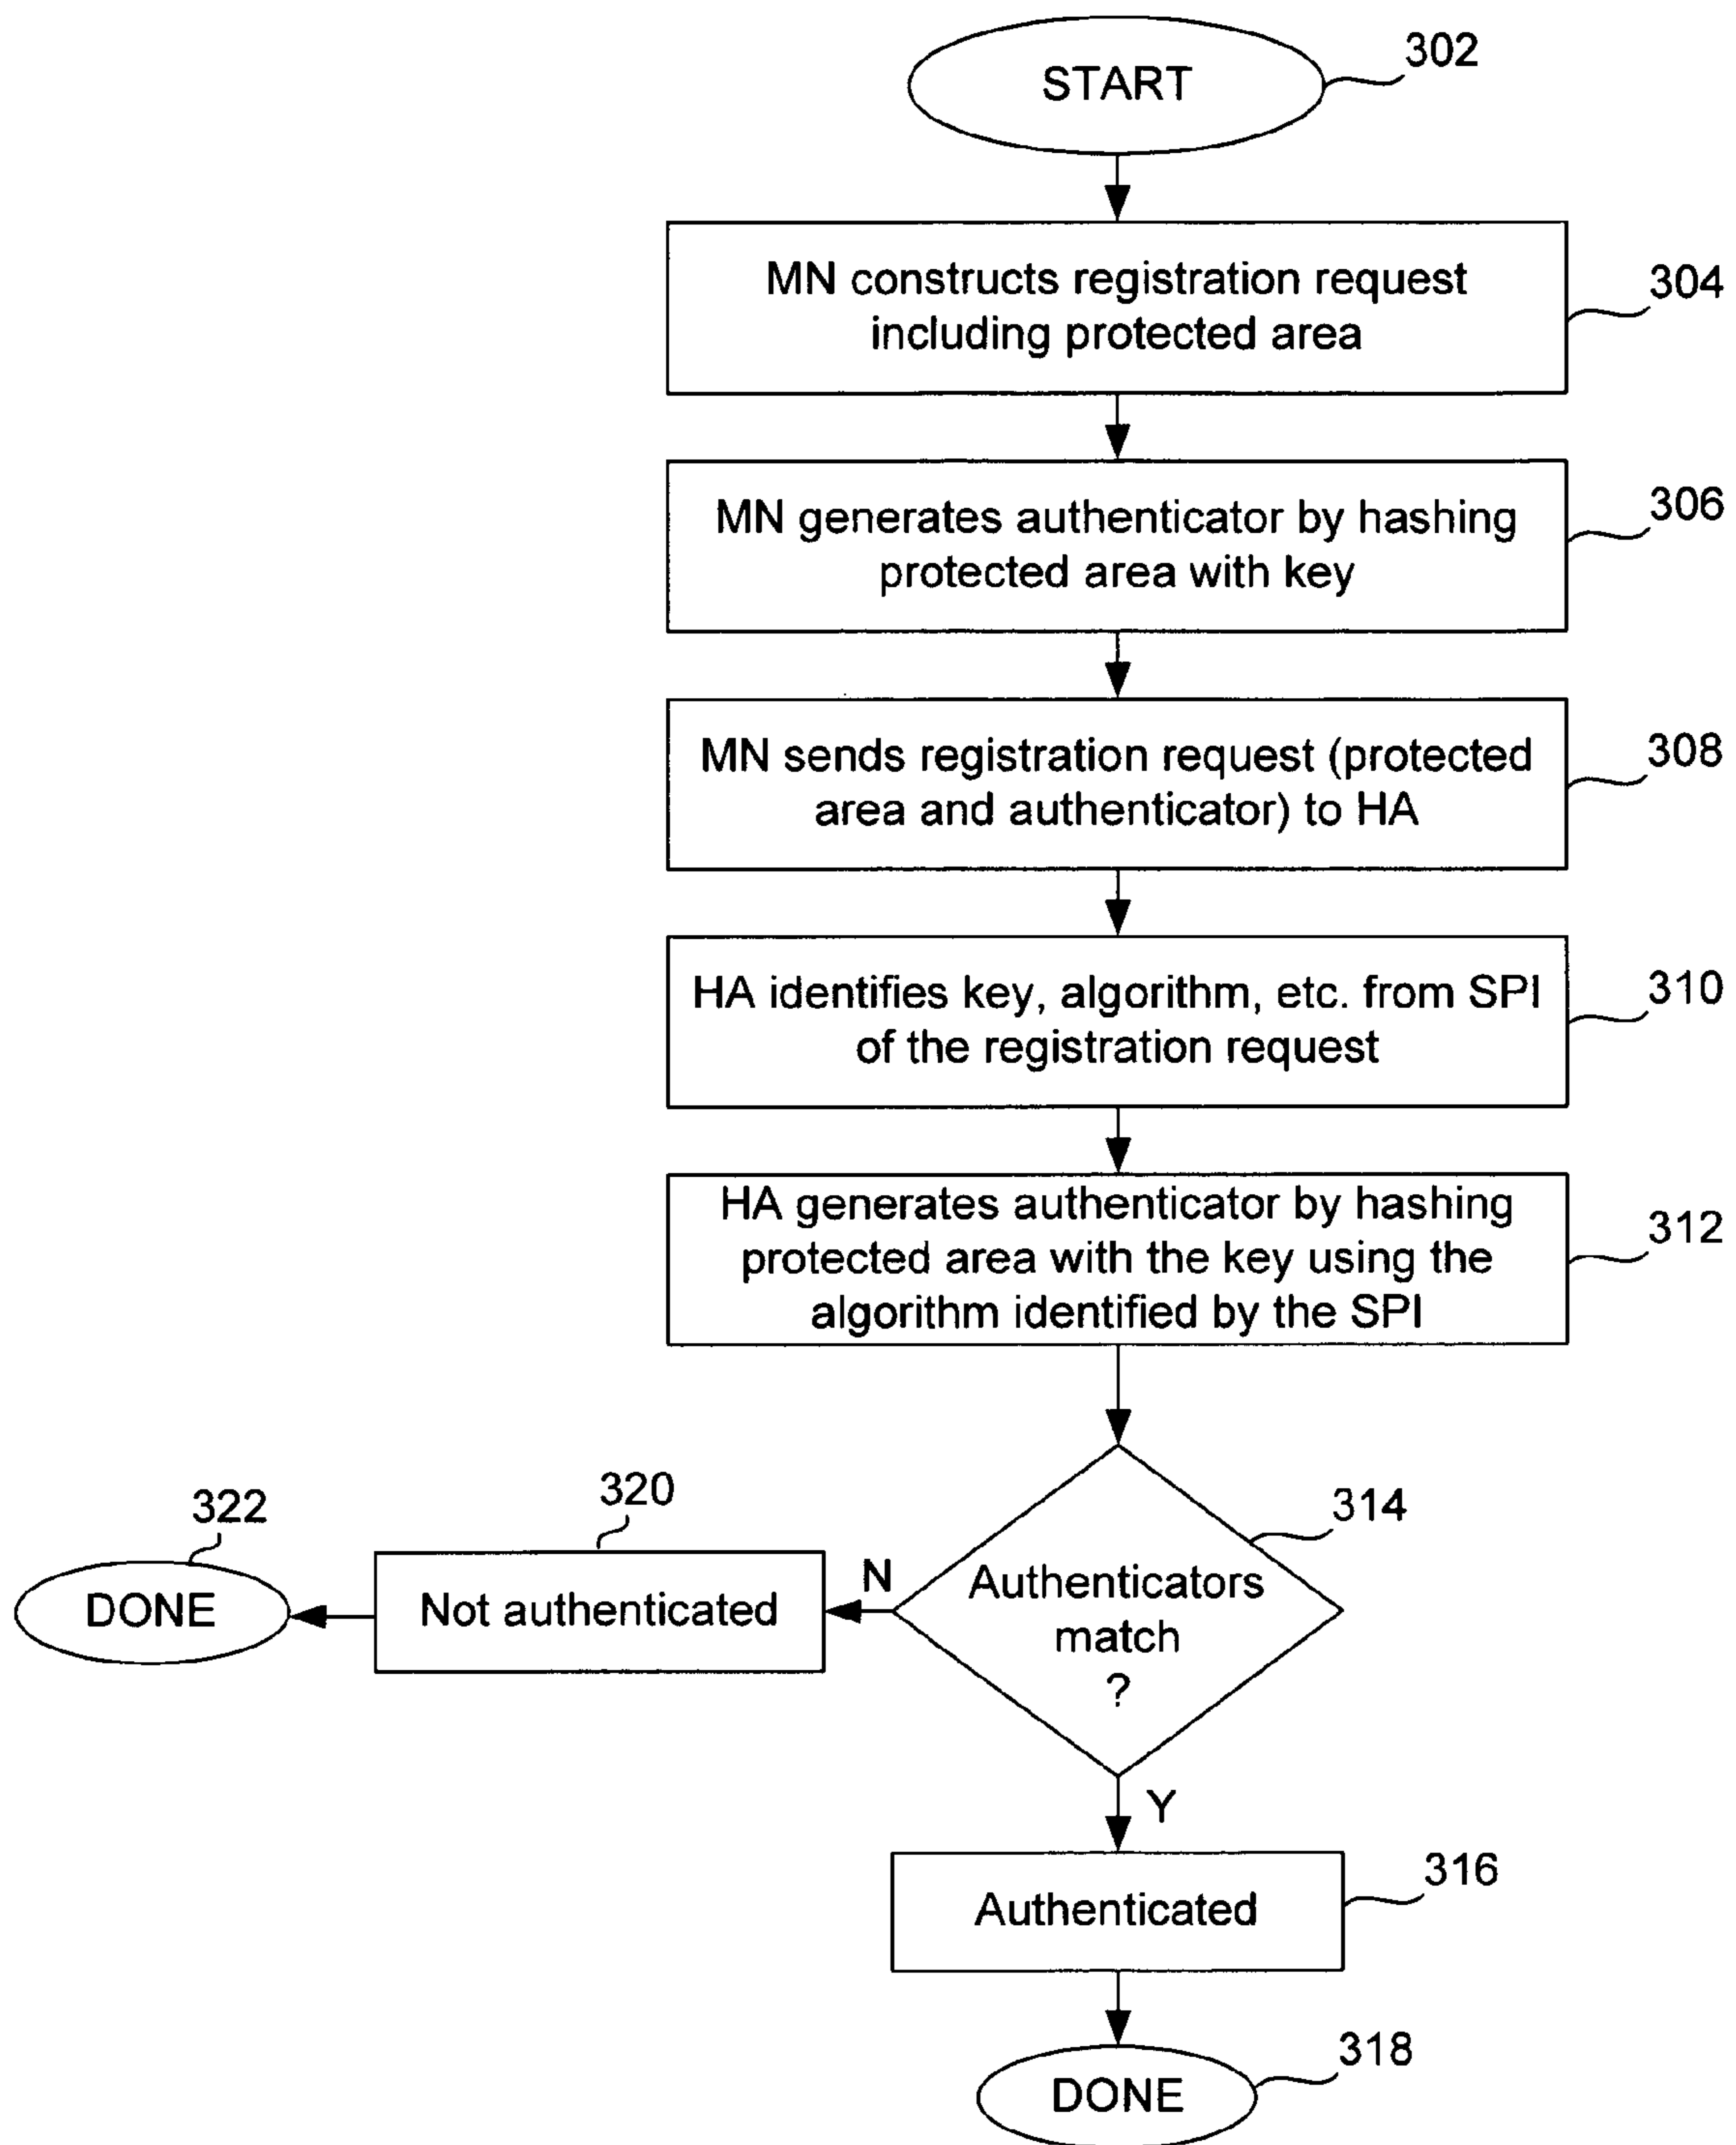 302
START
304
MN constructs registration request
including protected area
306
MN generates authenticator by hashing
protected area with key
308
MN sends registration request (protected
area and authenticator) to HA
310
HA identifies key, algorithm, etc. from SPI
of the registration request
312
HA generates authenticator by hashing
protected area with the key using the
algorithm identified by the SPI
314
Authenticators
match
?
N
320
Not authenticated
322
DONE
Y
316
Authenticated
318
DONE